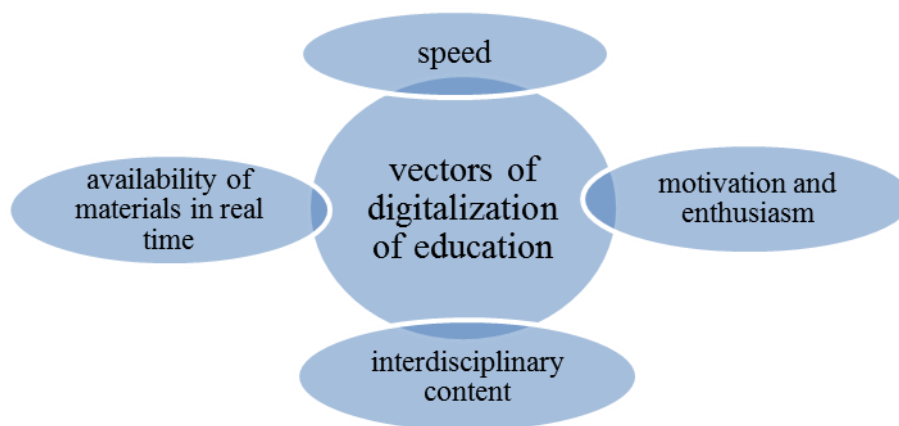 speed
vectors of
digitalization
of education
availability of
materials in real
time
motivation and
enthusiasm
interdisciplinary
content